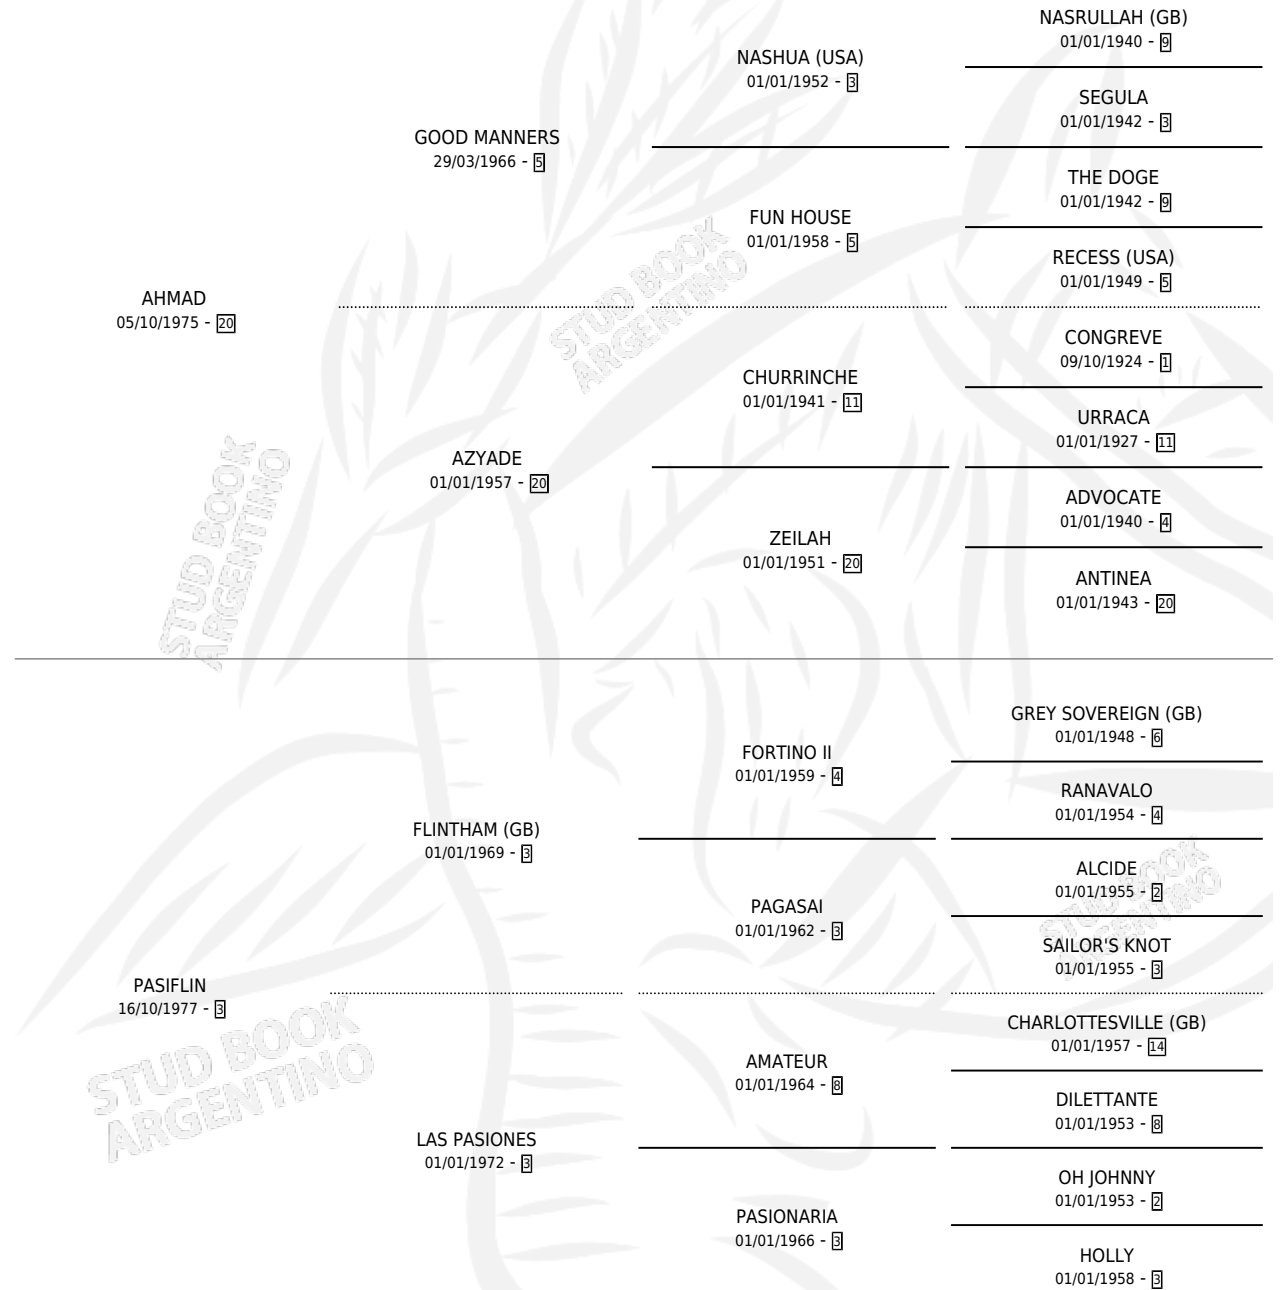 NASRULLAH (GB)
01/01/1940 - 9
NASHUA (USA)
01/01/1952 - 3
SEGULA
01/01/1942 - 3
GOOD MANNERS
29/03/1966 - 5
THE DOGE
01/01/1942 - 9
FUN HOUSE
01/01/1958 - 5
RECESS (USA)
01/01/1949 - 5
AHMAD
05/10/1975 - 20
CONGREVE
09/10/1924 - 1
CHURRINCHE
01/01/1941 - 11
URRACA
01/01/1927 - 11
AZYADE
01/01/1957 - 20
ADVOCATE
01/01/1940 - 4
ZEILAH
01/01/1951 - 20
ANTINEA
01/01/1943 - 20
GREY SOVEREIGN (GB)
01/01/1948 - 6
FORTINO II
01/01/1959 - 4
RANAVALO
01/01/1954 - 4
FLINTHAM (GB)
01/01/1969 - 3
ALCIDE
01/01/1955 - 2
PAGASAI
01/01/1962 - 3
SAILOR'S KNOT
01/01/1955 - 3
PASIFLIN
16/10/1977 - 3
CHARLOTTESVILLE (GB)
01/01/1957 - 14
AMATEUR
01/01/1964 - 8
DILETTANTE
01/01/1953 - 8
LAS PASIONES
01/01/1972 - 3
OH JOHNNY
01/01/1953 - 2
PASIONARIA
01/01/1966 - 3
HOLLY
01/01/1958 - 3
STUD BOOK
ARGENTINO
STUD BOOK
ARGENTINO
STUD BOOK
ARGENTINO
STUD BOOK
ARGENTINO